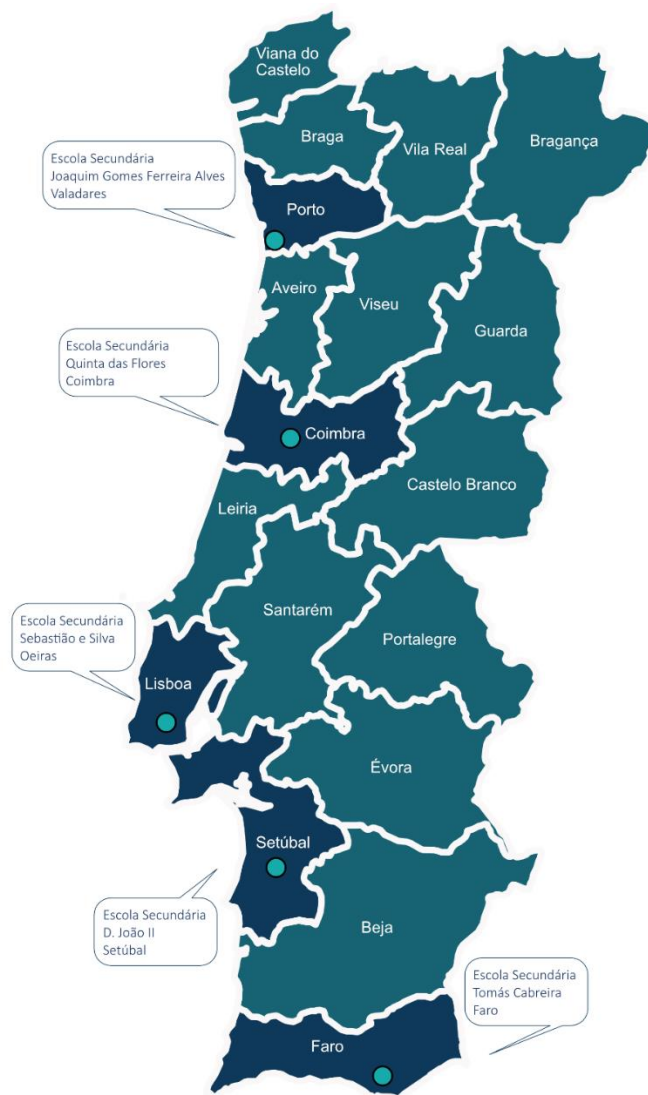 Viana do
Castelo
Braga
Vila Real
Bragança
Escola Secundária
Joaquim Gomes Ferreira Alves
Valadares
Porto
Aveiro
Viseu
Guarda
Escola Secundária
Quinta das Flores
Coimbra
Coimbra
Castelo Branco
Leiria
Santarém
Portalegre
Escola Secundária
Sebastião e Silva
Oeiras
Lisboa
Évora
Setúbal
Escola Secundária
D. João II
Setúbal
Beja
Escola Secundária
Tomás Cabreira
Faro
Faro